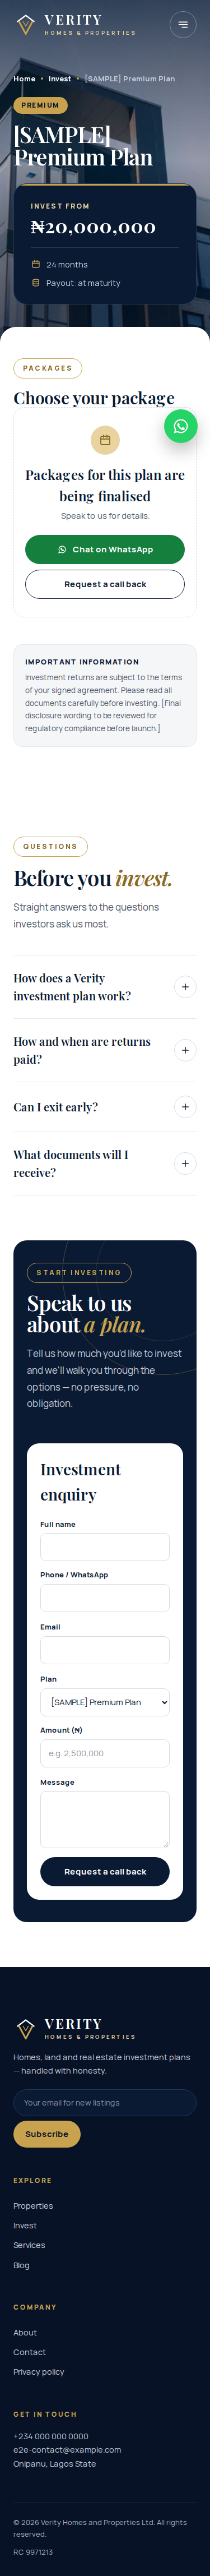 VERITY
HOMES & PROPERTIES
Home • Invest • [SAMPLE] Premium Plan
PREMIUM
[SAMPLE]
Premium Plan
INVEST FROM
₦20,000,000
24 months
Payout: at maturity
PACKAGES
Choose your package
Packages for this plan are
being finalised
Speak to us for details.
Chat on WhatsApp
Request a call back
IMPORTANT INFORMATION
Investment returns are subject to the terms
of your signed agreement. Please read all
documents carefully before investing. [Final
disclosure wording to be reviewed for
regulatory compliance before launch.]
QUESTIONS
Before you invest.
Straight answers to the questions
investors ask us most.
How does a Verity
investment plan work?
How and when are returns
paid?
Can I exit early?
What documents will I
receive?
START INVESTING
Speak to us
about a plan.
Tell us how much you'd like to invest
and we'll walk you through the
options — no pressure, no
obligation.
Investment
enquiry
Full name
Phone / WhatsApp
Email
Plan
[SAMPLE] Premium Plan
Amount (₦)
e.g. 2,500,000
Message
Request a call back
VERITY
HOMES & PROPERTIES
Homes, land and real estate investment plans
— handled with honesty.
Your email for new listings
Subscribe
EXPLORE
Properties
Invest
Services
Blog
COMPANY
About
Contact
Privacy policy
GET IN TOUCH
+234 000 000 0000
e2e-contact@example.com
Onipanu, Lagos State
© 2026 Verity Homes and Properties Ltd. All rights
reserved.
RC 9971213